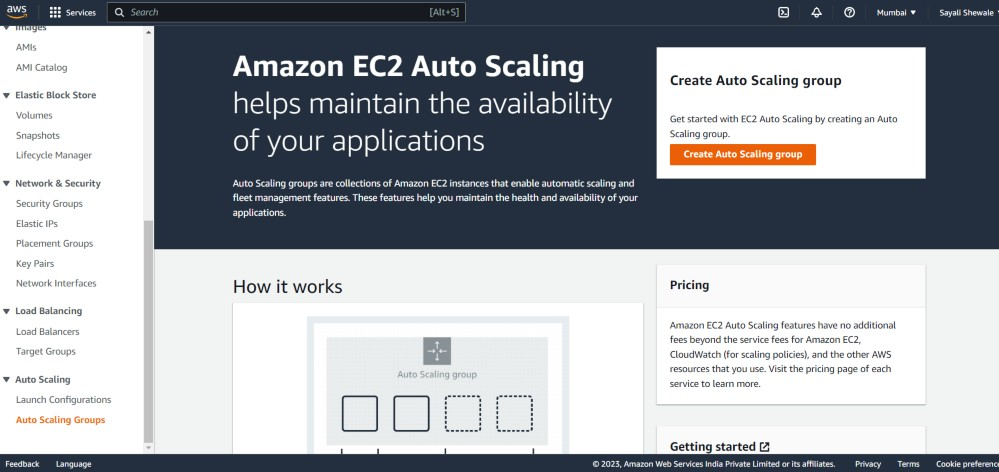 aws
Services
Search
[Alt+S]
Mumbai
Sayali Shewale
Images
AMIs
AMI Catalog
Elastic Block Store
Volumes
Snapshots
Lifecycle Manager
Network & Security
Security Groups
Elastic IPs
Placement Groups
Key Pairs
Network Interfaces
Load Balancing
Load Balancers
Target Groups
Auto Scaling
Launch Configurations
Auto Scaling Groups
Amazon EC2 Auto Scaling
helps maintain the availability
of your applications
Auto Scaling groups are collections of Amazon EC2 instances that enable automatic scaling and
fleet management features. These features help you maintain the health and availability of your
applications.
Create Auto Scaling group
Get started with EC2 Auto Scaling by creating an Auto
Scaling group.
Create Auto Scaling group
How it works
Auto Scaling group
Pricing
Amazon EC2 Auto Scaling features have no additional
fees beyond the service fees for Amazon EC2,
CloudWatch (for scaling policies), and the other AWS
resources that you use. Visit the pricing page of each
service to learn more.
Getting started
Feedback
Language
© 2023, Amazon Web Services India Private Limited or its affiliates.
Privacy
Terms
Cookie preferenc